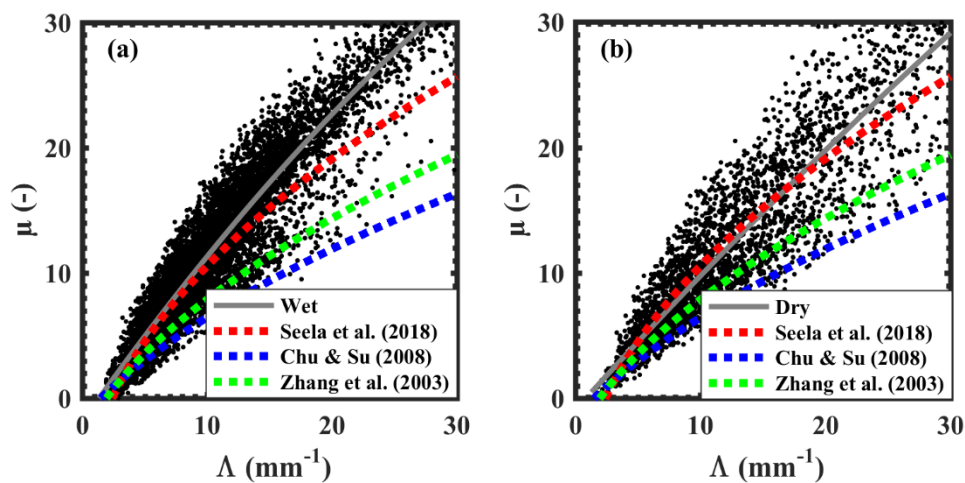 (a)
30
20
10
0
μ (-)
Wet
Seela et al. (2018)
Chu & Su (2008)
Zhang et al. (2003)
0 10 20 30
Λ (mm⁻¹)
(b)
30
20
10
0
μ (-)
Dry
Seela et al. (2018)
Chu & Su (2008)
Zhang et al. (2003)
0 10 20 30
Λ (mm⁻¹)